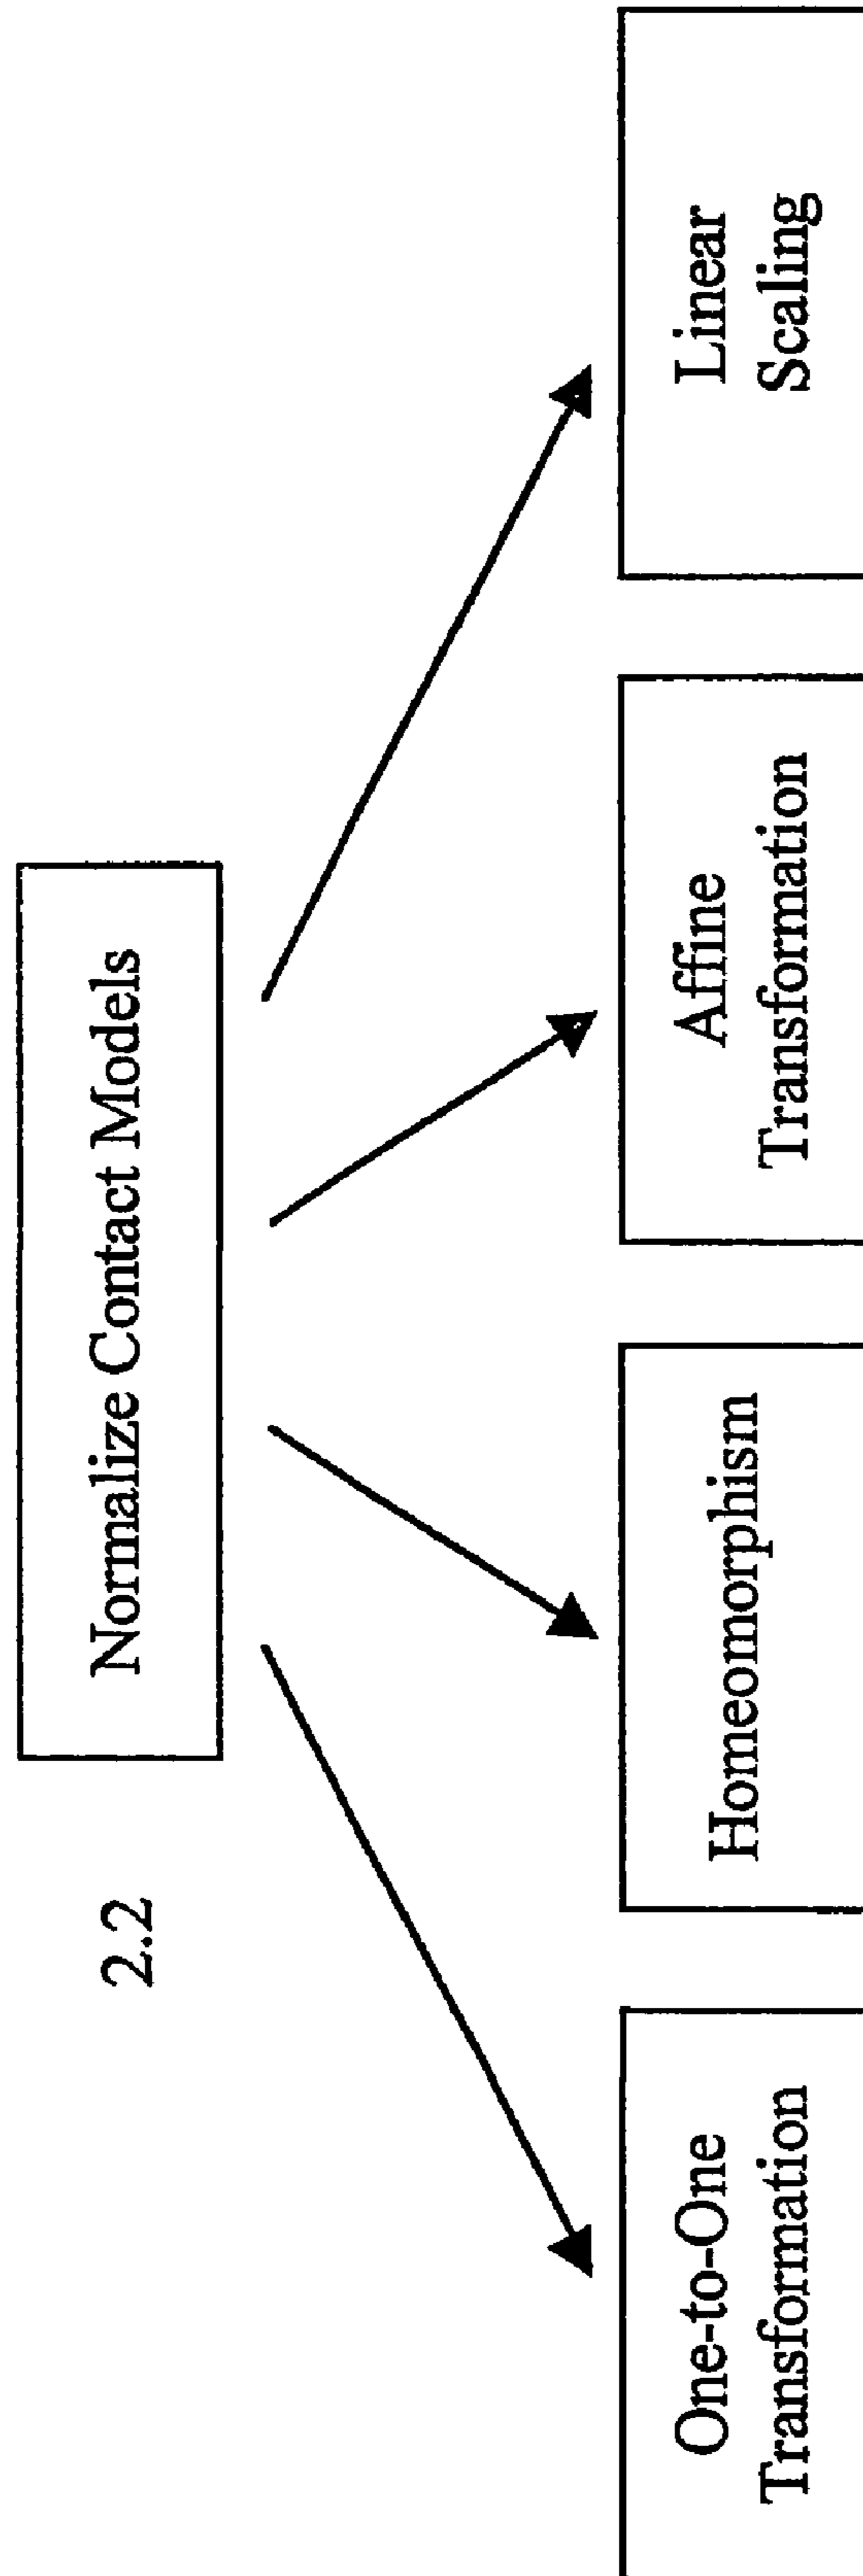 2.2
Normalize Contact Models
One-to-One
Transformation
Homeomorphism
Affine
Transformation
Linear
Scaling